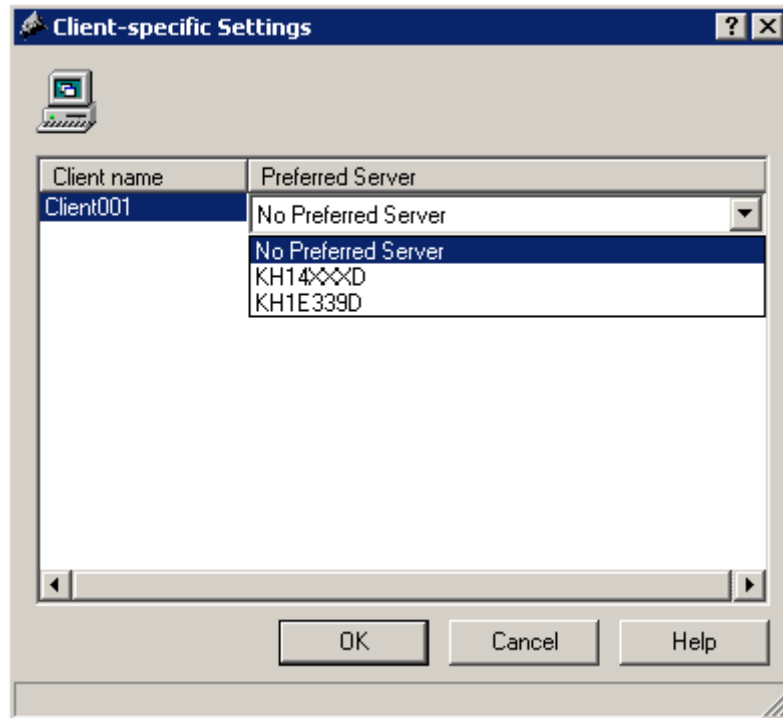 Client-specific Settings
Client name Preferred Server
Client001 No Preferred Server
No Preferred Server
KH14XXXD
KH1E339D
OK Cancel Help